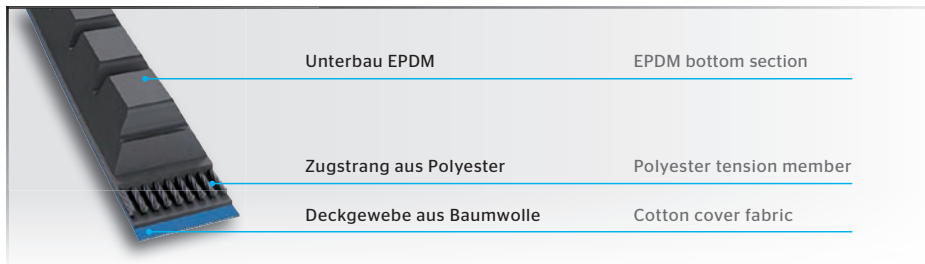 Unterbau EPDM EPDM bottom section
Zugstrang aus Polyester Polyester tension member
Deckgewebe aus Baumwolle Cotton cover fabric